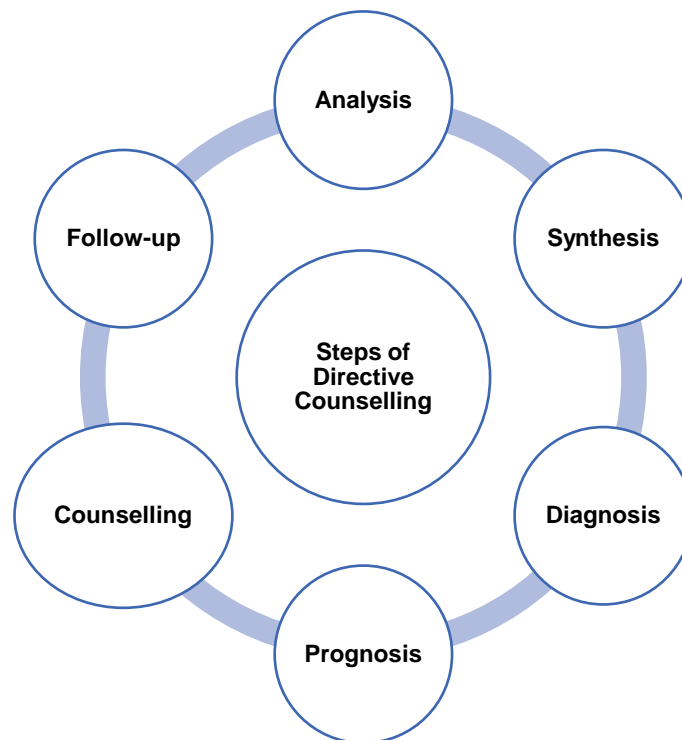 Analysis
Synthesis
Diagnosis
Prognosis
Counselling
Follow-up
Steps of
Directive
Counselling